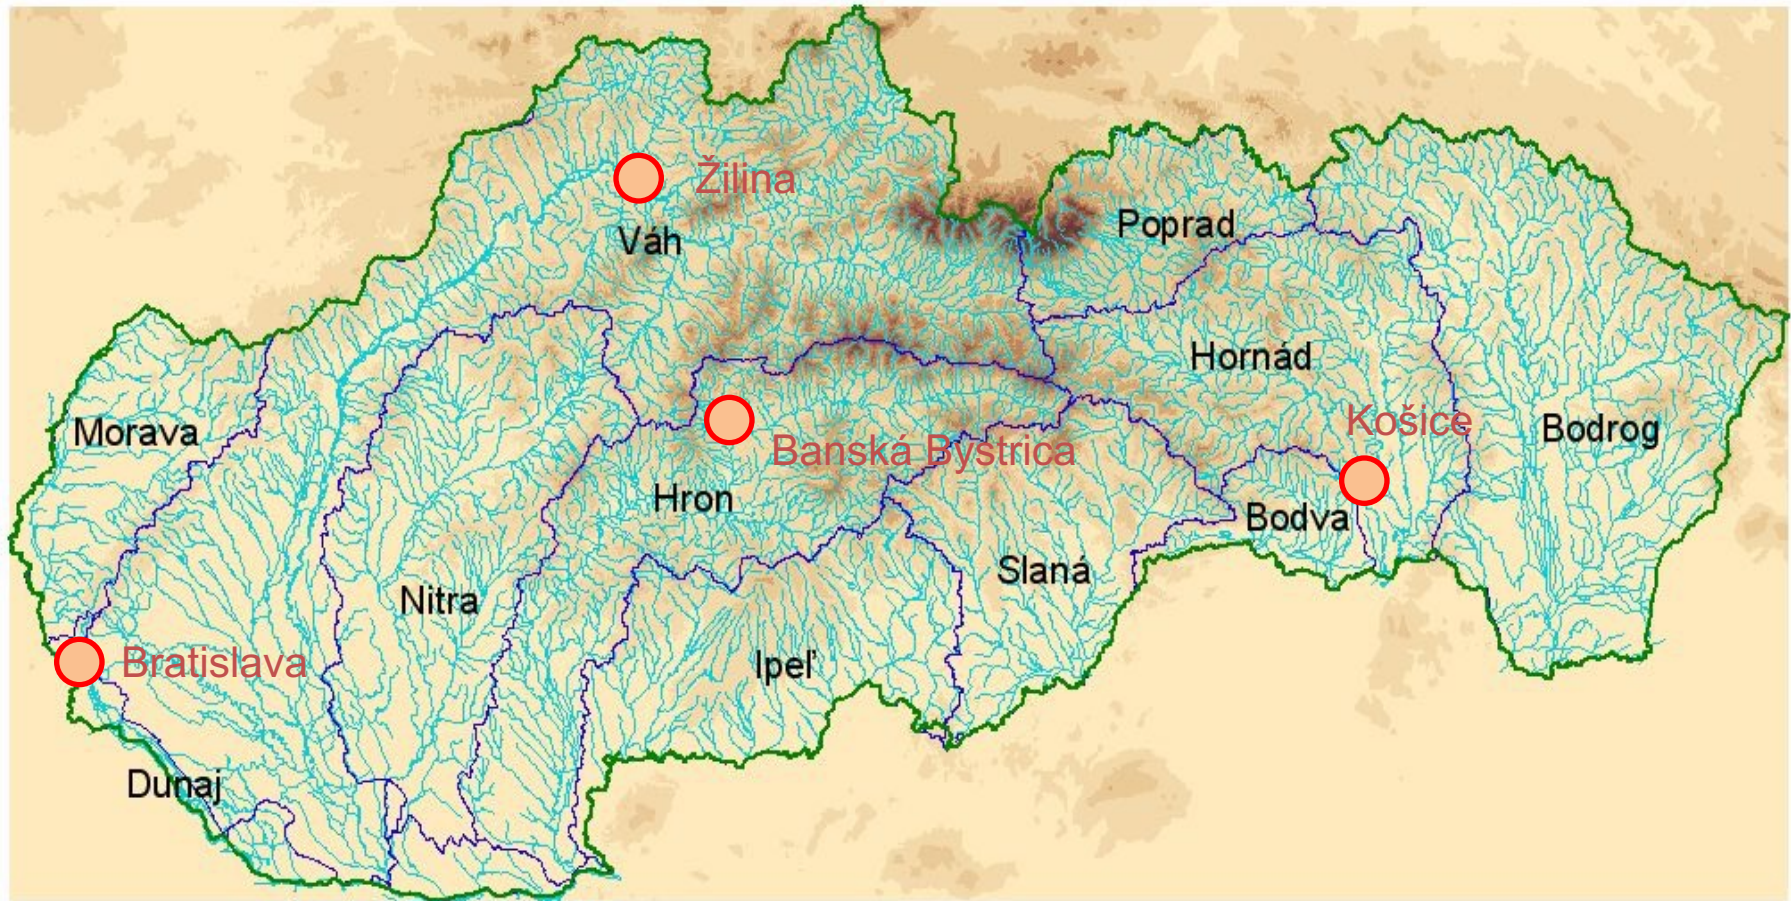 Žilina
Poprad
Váh
Hornád
Košice
Morava
Bodrog
Banská Bystrica
Hron
Bodva
Slaná
Nitra
Bratislava
Ipeľ
Dunaj